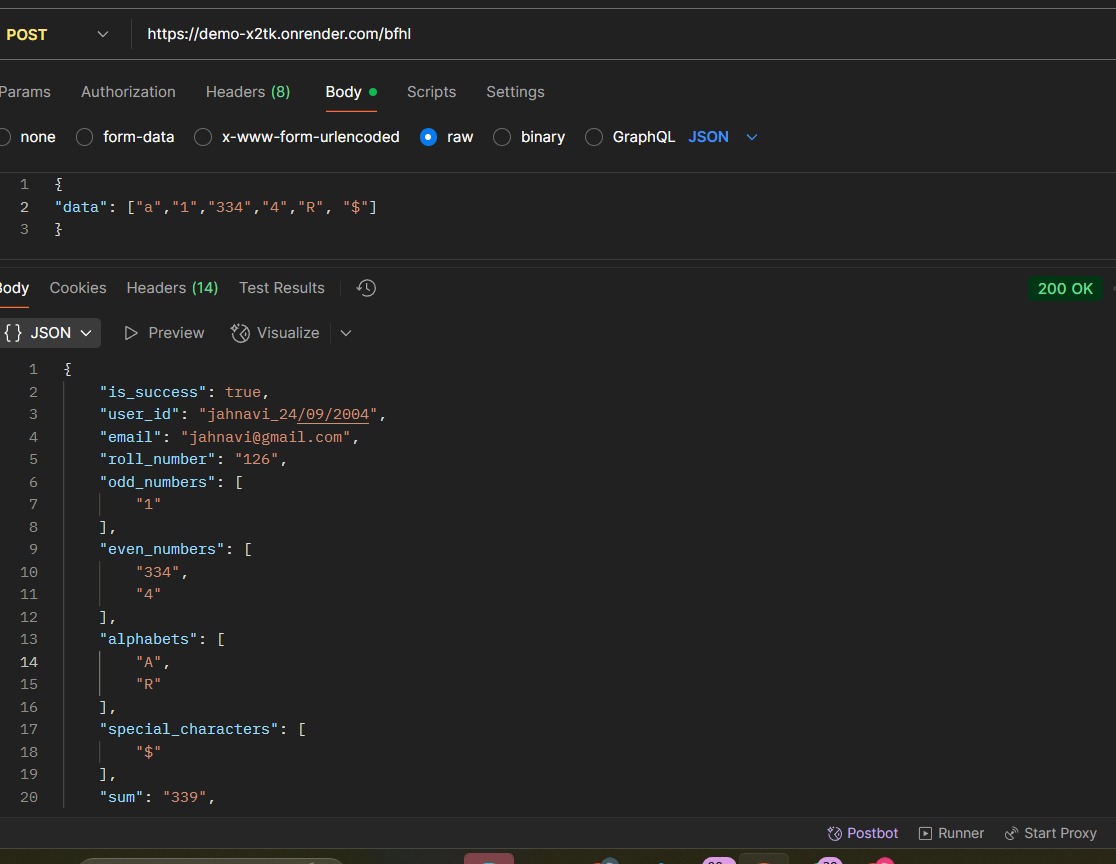 POST https://demo-x2tk.onrender.com/bfhl
Params Authorization Headers (8) Body Scripts Settings
none form-data x-www-form-urlencoded raw binary GraphQL JSON
1 {
2 "data": ["a","1","334","4","R", "$"]
3 }
Body Cookies Headers (14) Test Results 200 OK
{} JSON Preview Visualize
1 {
2 "is_success": true,
3 "user_id": "jahnavi_24/09/2004",
4 "email": "jahnavi@gmail.com",
5 "roll_number": "126",
6 "odd_numbers": [
7 "1"
8 ],
9 "even_numbers": [
10 "334",
11 "4"
12 ],
13 "alphabets": [
14 "A",
15 "R"
16 ],
17 "special_characters": [
18 "$"
19 ],
20 "sum": "339",
Postbot Runner Start Proxy